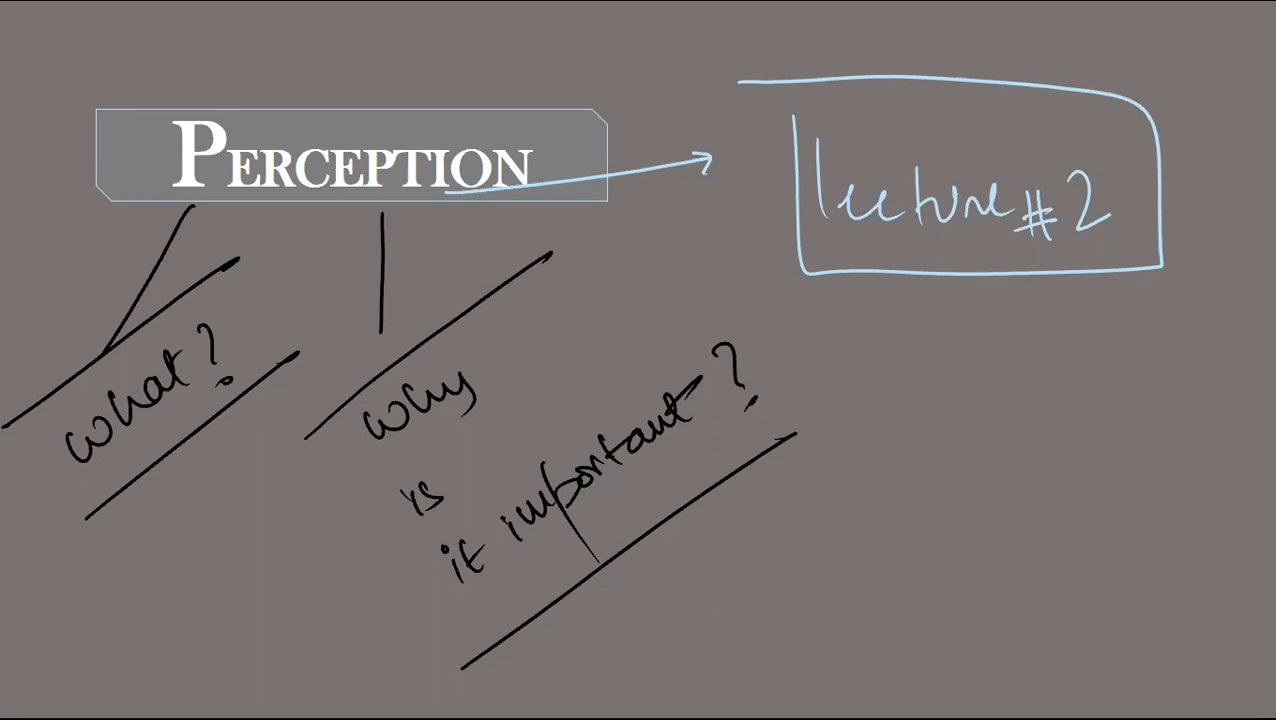 PERCEPTION
lecture #2
what?
why
is
it important?